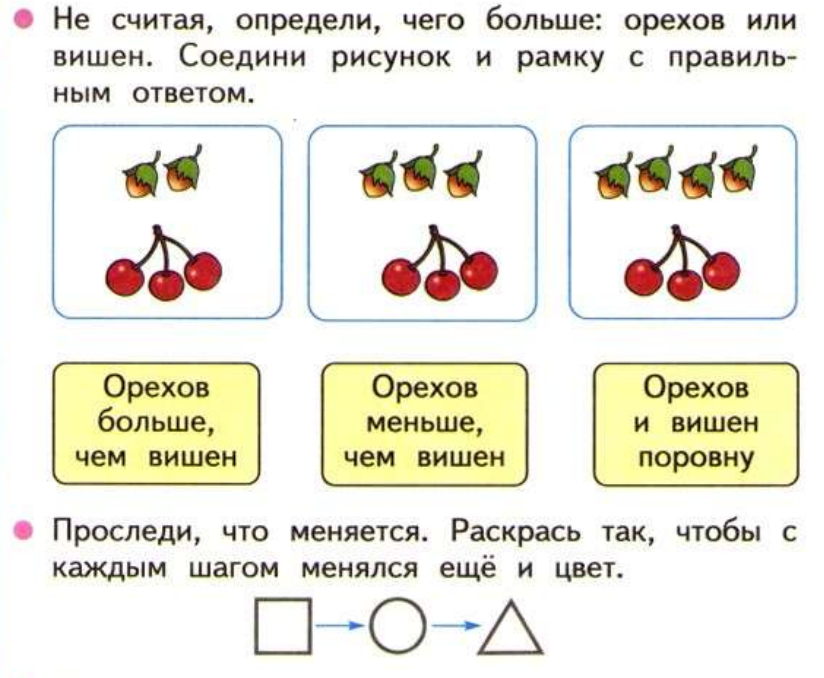 Не считая, определи, чего больше: орехов или
вишен. Соедини рисунок и рамку с правиль-
ным ответом.
Орехов
больше,
чем вишен
Орехов
меньше,
чем вишен
Орехов
и вишен
поровну
Проследи, что меняется. Раскрась так, чтобы с
каждым шагом менялся ещё и цвет.